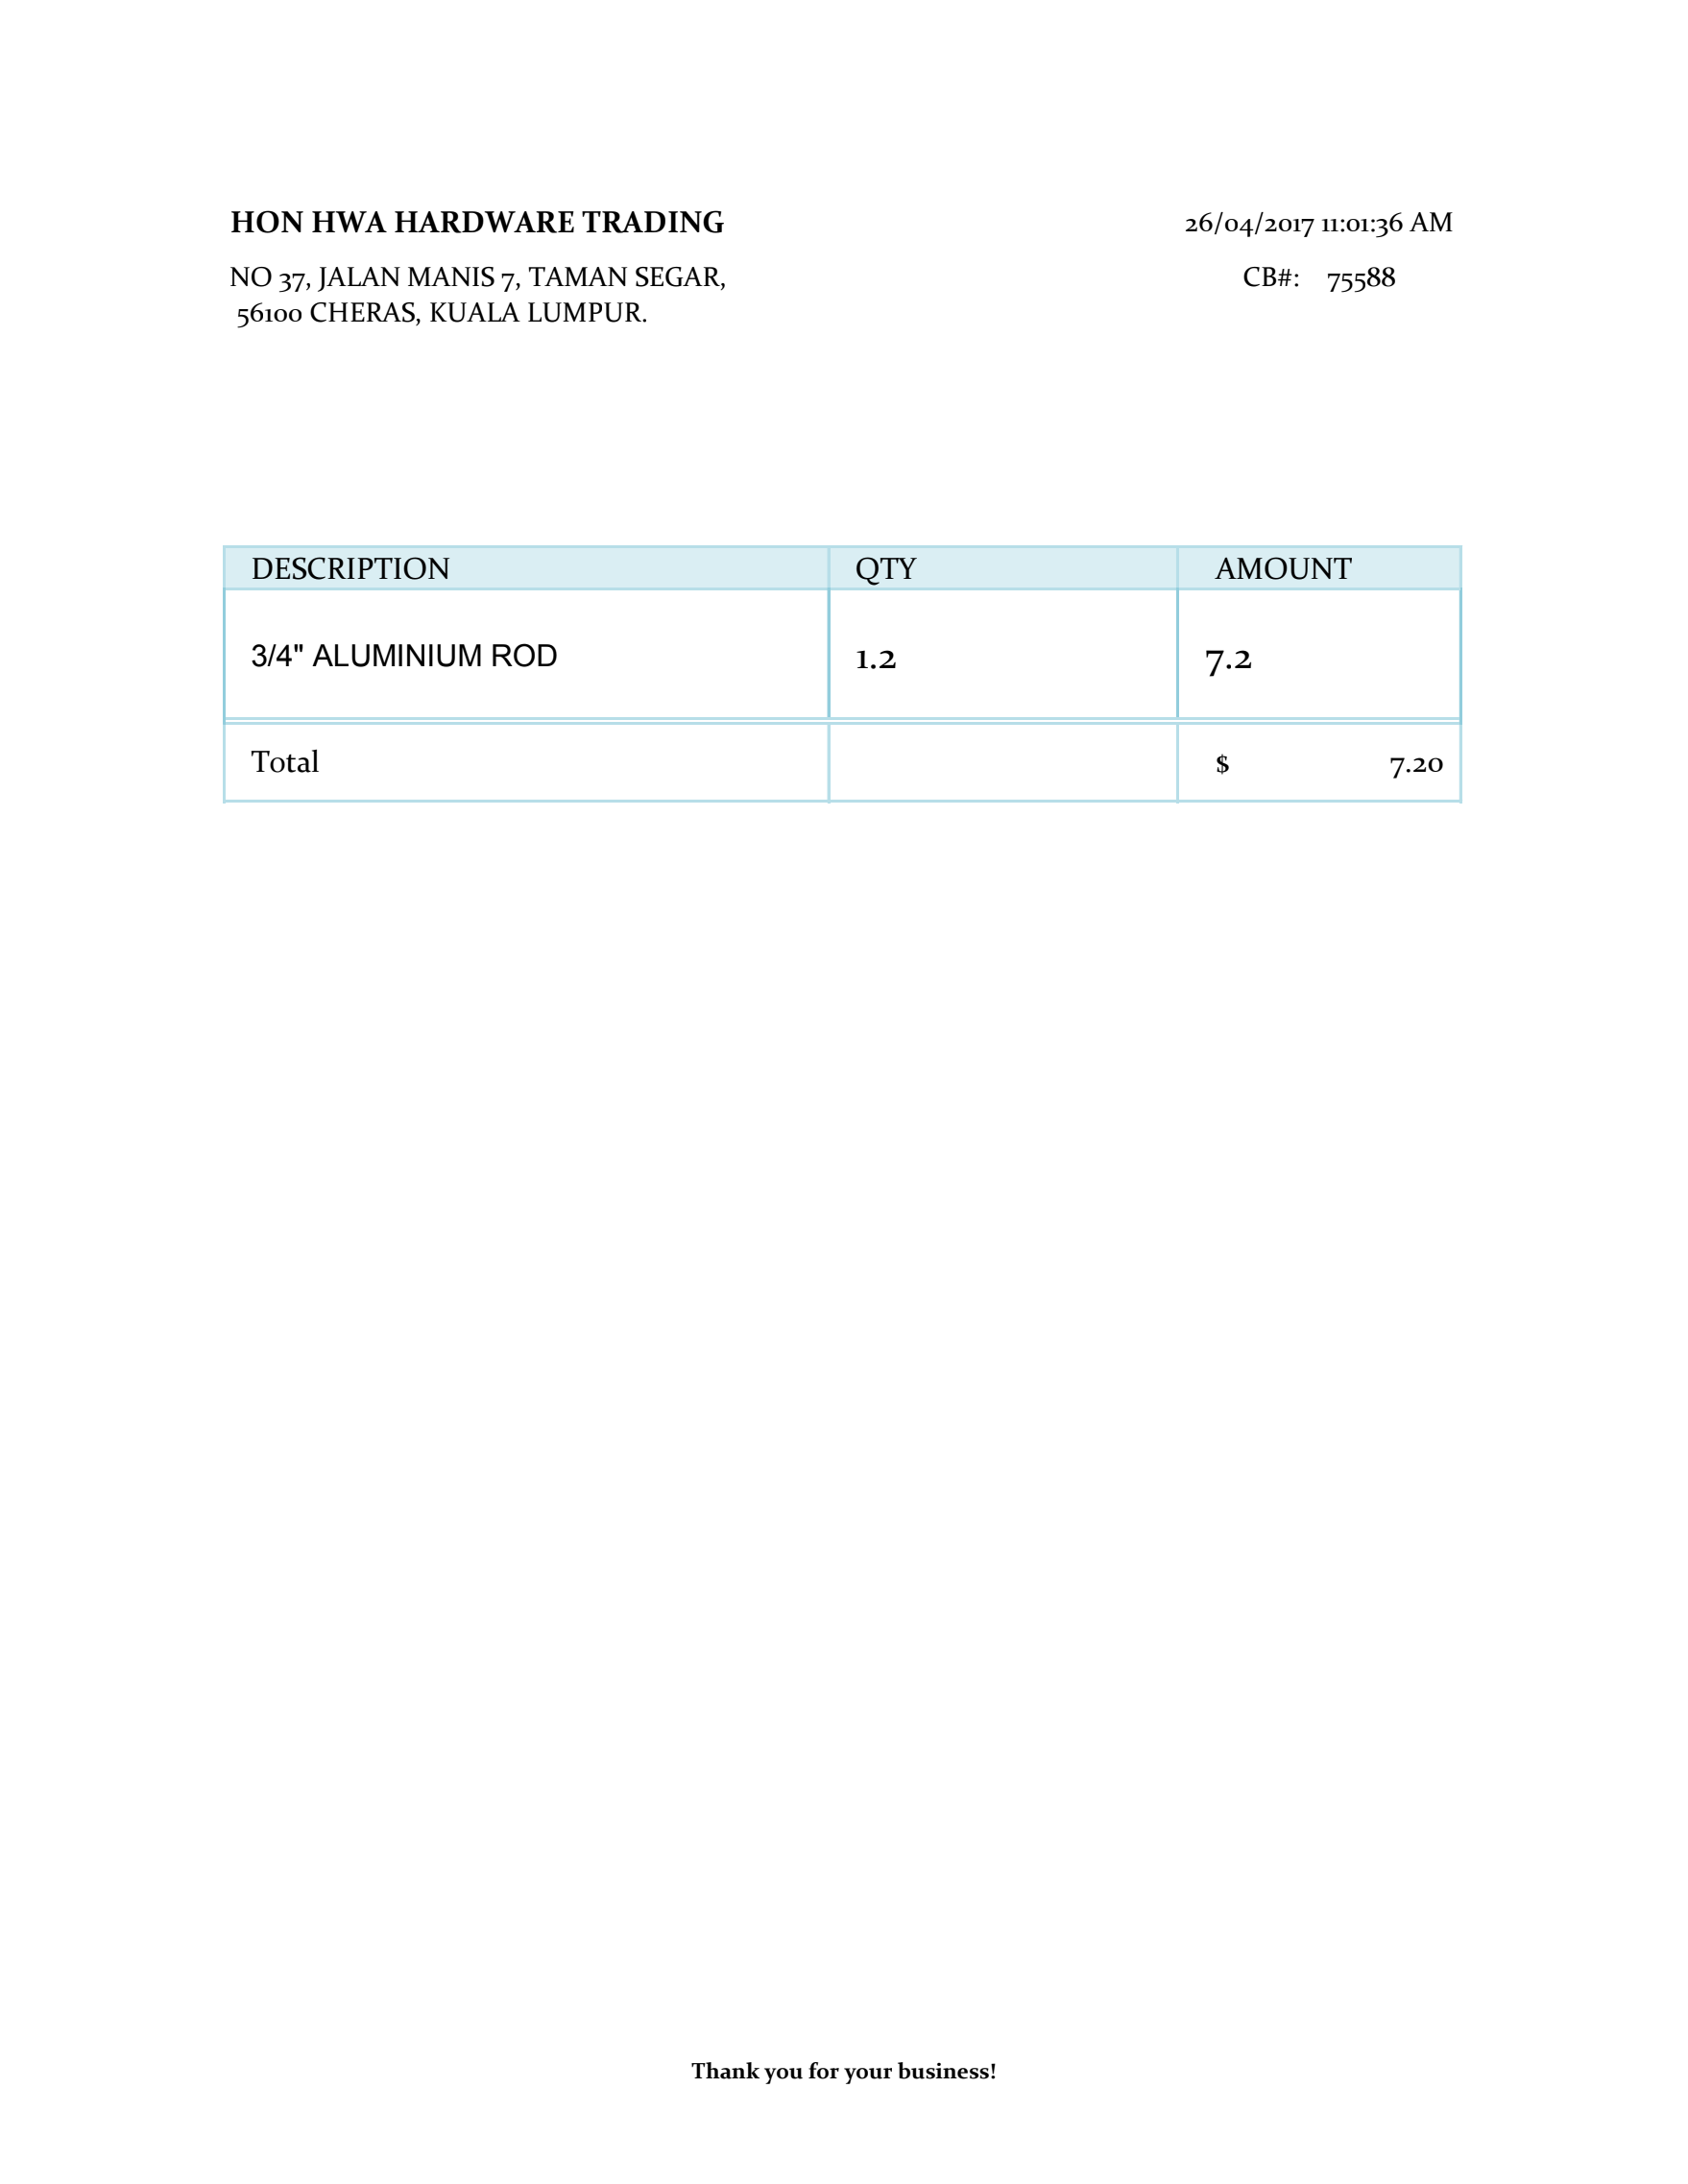 HON HWA HARDWARE TRADING 26/04/2017 11:01:36 AM
NO 37, JALAN MANIS 7, TAMAN SEGAR, CB#: 75588
56100 CHERAS, KUALA LUMPUR.
DESCRIPTION QTY AMOUNT
3/4" ALUMINIUM ROD 1.2 7.2
Total $ 7.20
Thank you for your business!